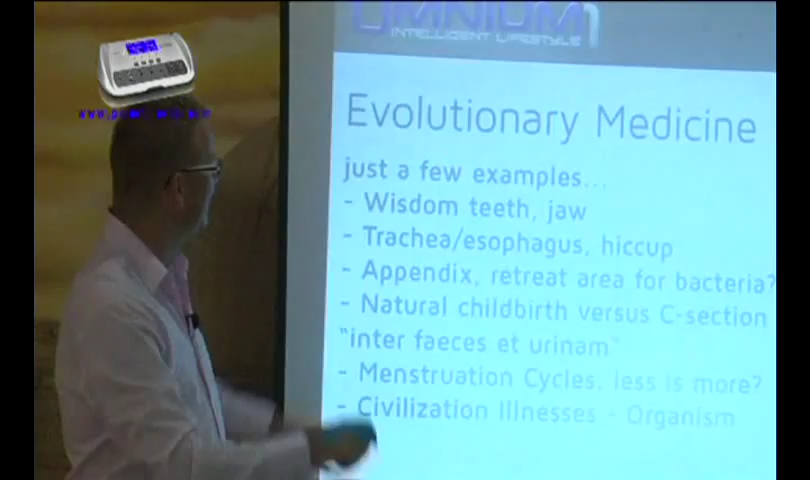 OMNIUM1
INTELLIGENT LIFESTYLE
Evolutionary Medicine
just a few examples...
- Wisdom teeth, jaw
- Trachea/esophagus, hiccup
- Appendix, retreat area for bacteria?
- Natural childbirth versus C-section
"inter faeces et urinam"
- Menstruation Cycles, less is more?
- Civilization Illnesses - Organism